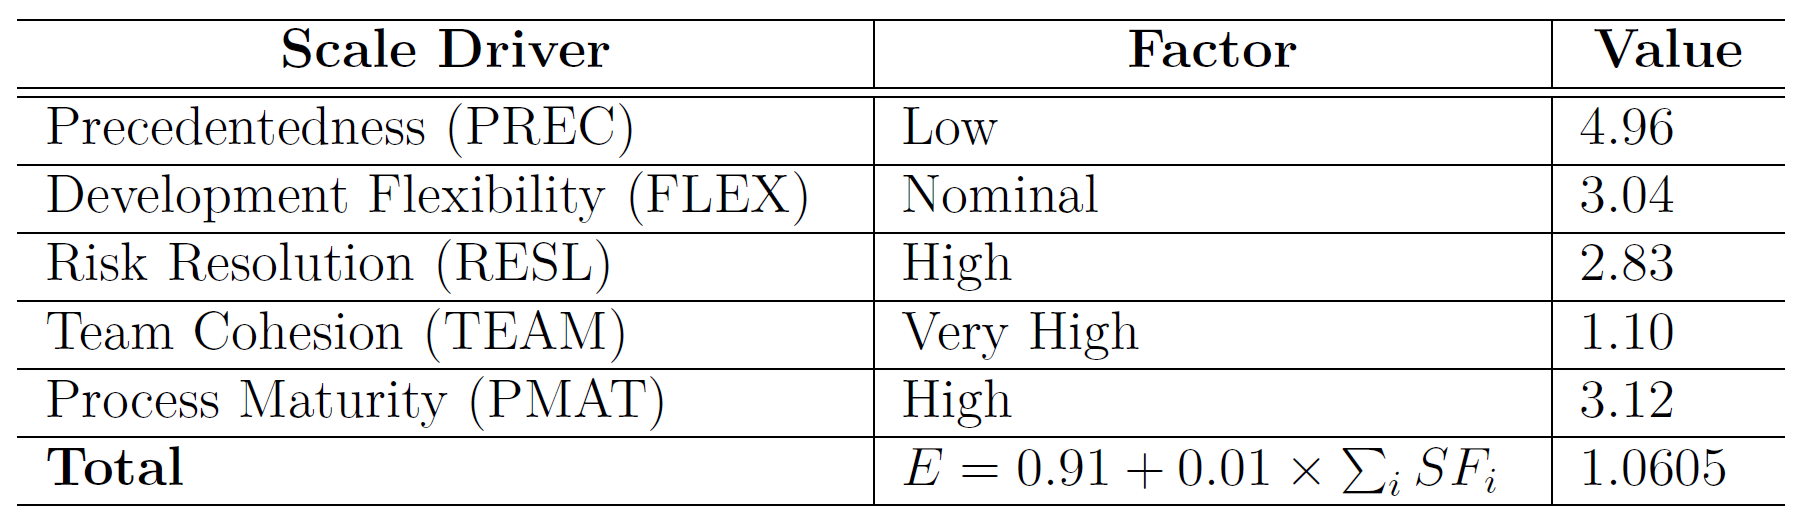 Scale Driver Factor Value
Precedentedness (PREC) Low 4.96
Development Flexibility (FLEX) Nominal 3.04
Risk Resolution (RESL) High 2.83
Team Cohesion (TEAM) Very High 1.10
Process Maturity (PMAT) High 3.12
Total E = 0.91 + 0.01 × ∑i SFi 1.0605